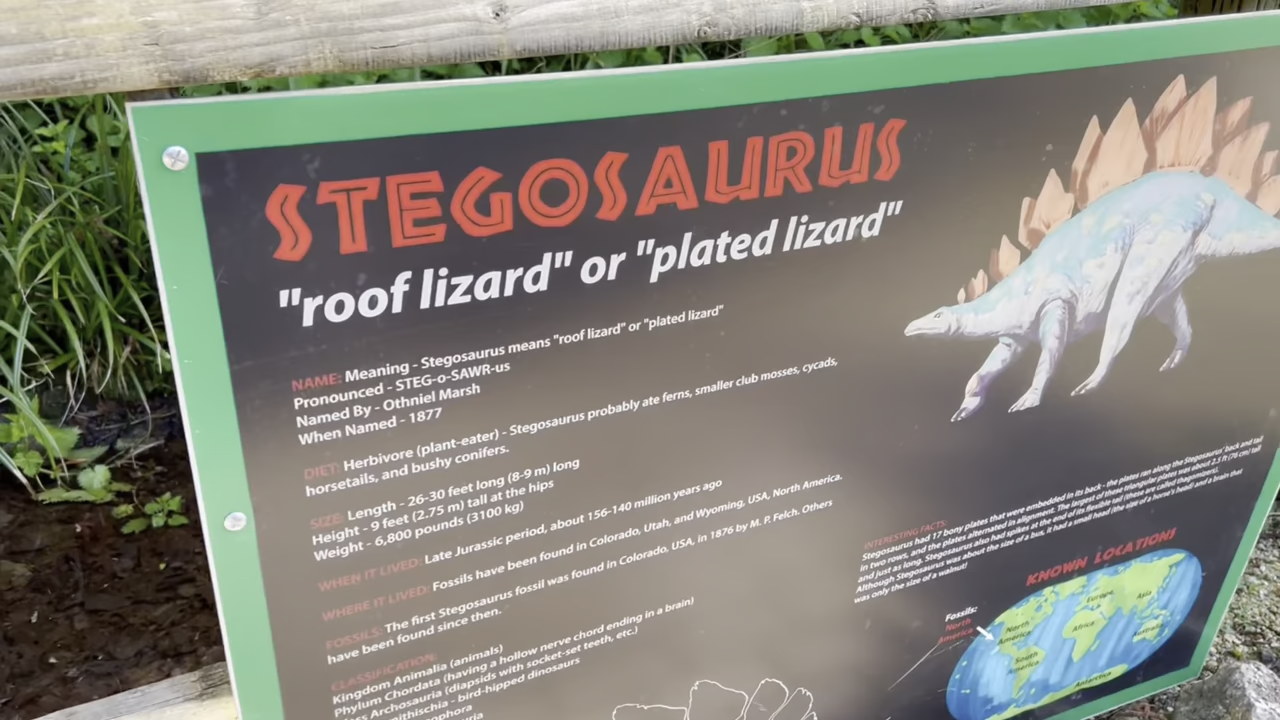 STEGOSAURUS
"roof lizard" or "plated lizard"
NAME: Meaning - Stegosaurus means "roof lizard" or "plated lizard"
Pronounced - STEG-o-SAWR-us
Named By - Othniel Marsh
When Named - 1877
DIET: Herbivore (plant-eater) - Stegosaurus probably ate ferns, smaller club mosses, cycads,
horsetails, and bushy conifers.
SIZE: Length - 26-30 feet long (8-9 m) long
Height - 9 feet (2.75 m) tall at the hips
Weight - 6,800 pounds (3100 kg)
WHEN IT LIVED: Late Jurassic period, about 156-140 million years ago
WHERE IT LIVED: Fossils have been found in Colorado, Utah, and Wyoming, USA, North America.
FOSSILS: The first Stegosaurus fossil was found in Colorado, USA, in 1876 by M. P. Felch. Others
have been found since then.
CLASSIFICATION:
Kingdom Animalia (animals)
Phylum Chordata (having a hollow nerve chord ending in a brain)
Class Archosauria (diapsids with socket-set teeth, etc.)
Ornithischia - bird-hipped dinosaurs
INTERESTING FACTS:
Stegosaurus had 17 bony plates that were embedded in its back - the plates ran along the Stegosaurus' back and tail
in two rows, and the plates alternated in alignment. The largest of these triangular plates was about 2.5 ft (76 cm) tall
and just as long. Stegosaurus also had spikes at the end of its flexible tail (these are called thagomizers).
Although Stegosaurus was about the size of a bus, it had a small head (the size of a horse's head) and a brain that
was only the size of a walnut!
KNOWN LOCATIONS
Fossils:
North
America
North
America
South
America
Europe
Africa
Asia
Australia
Antarctica